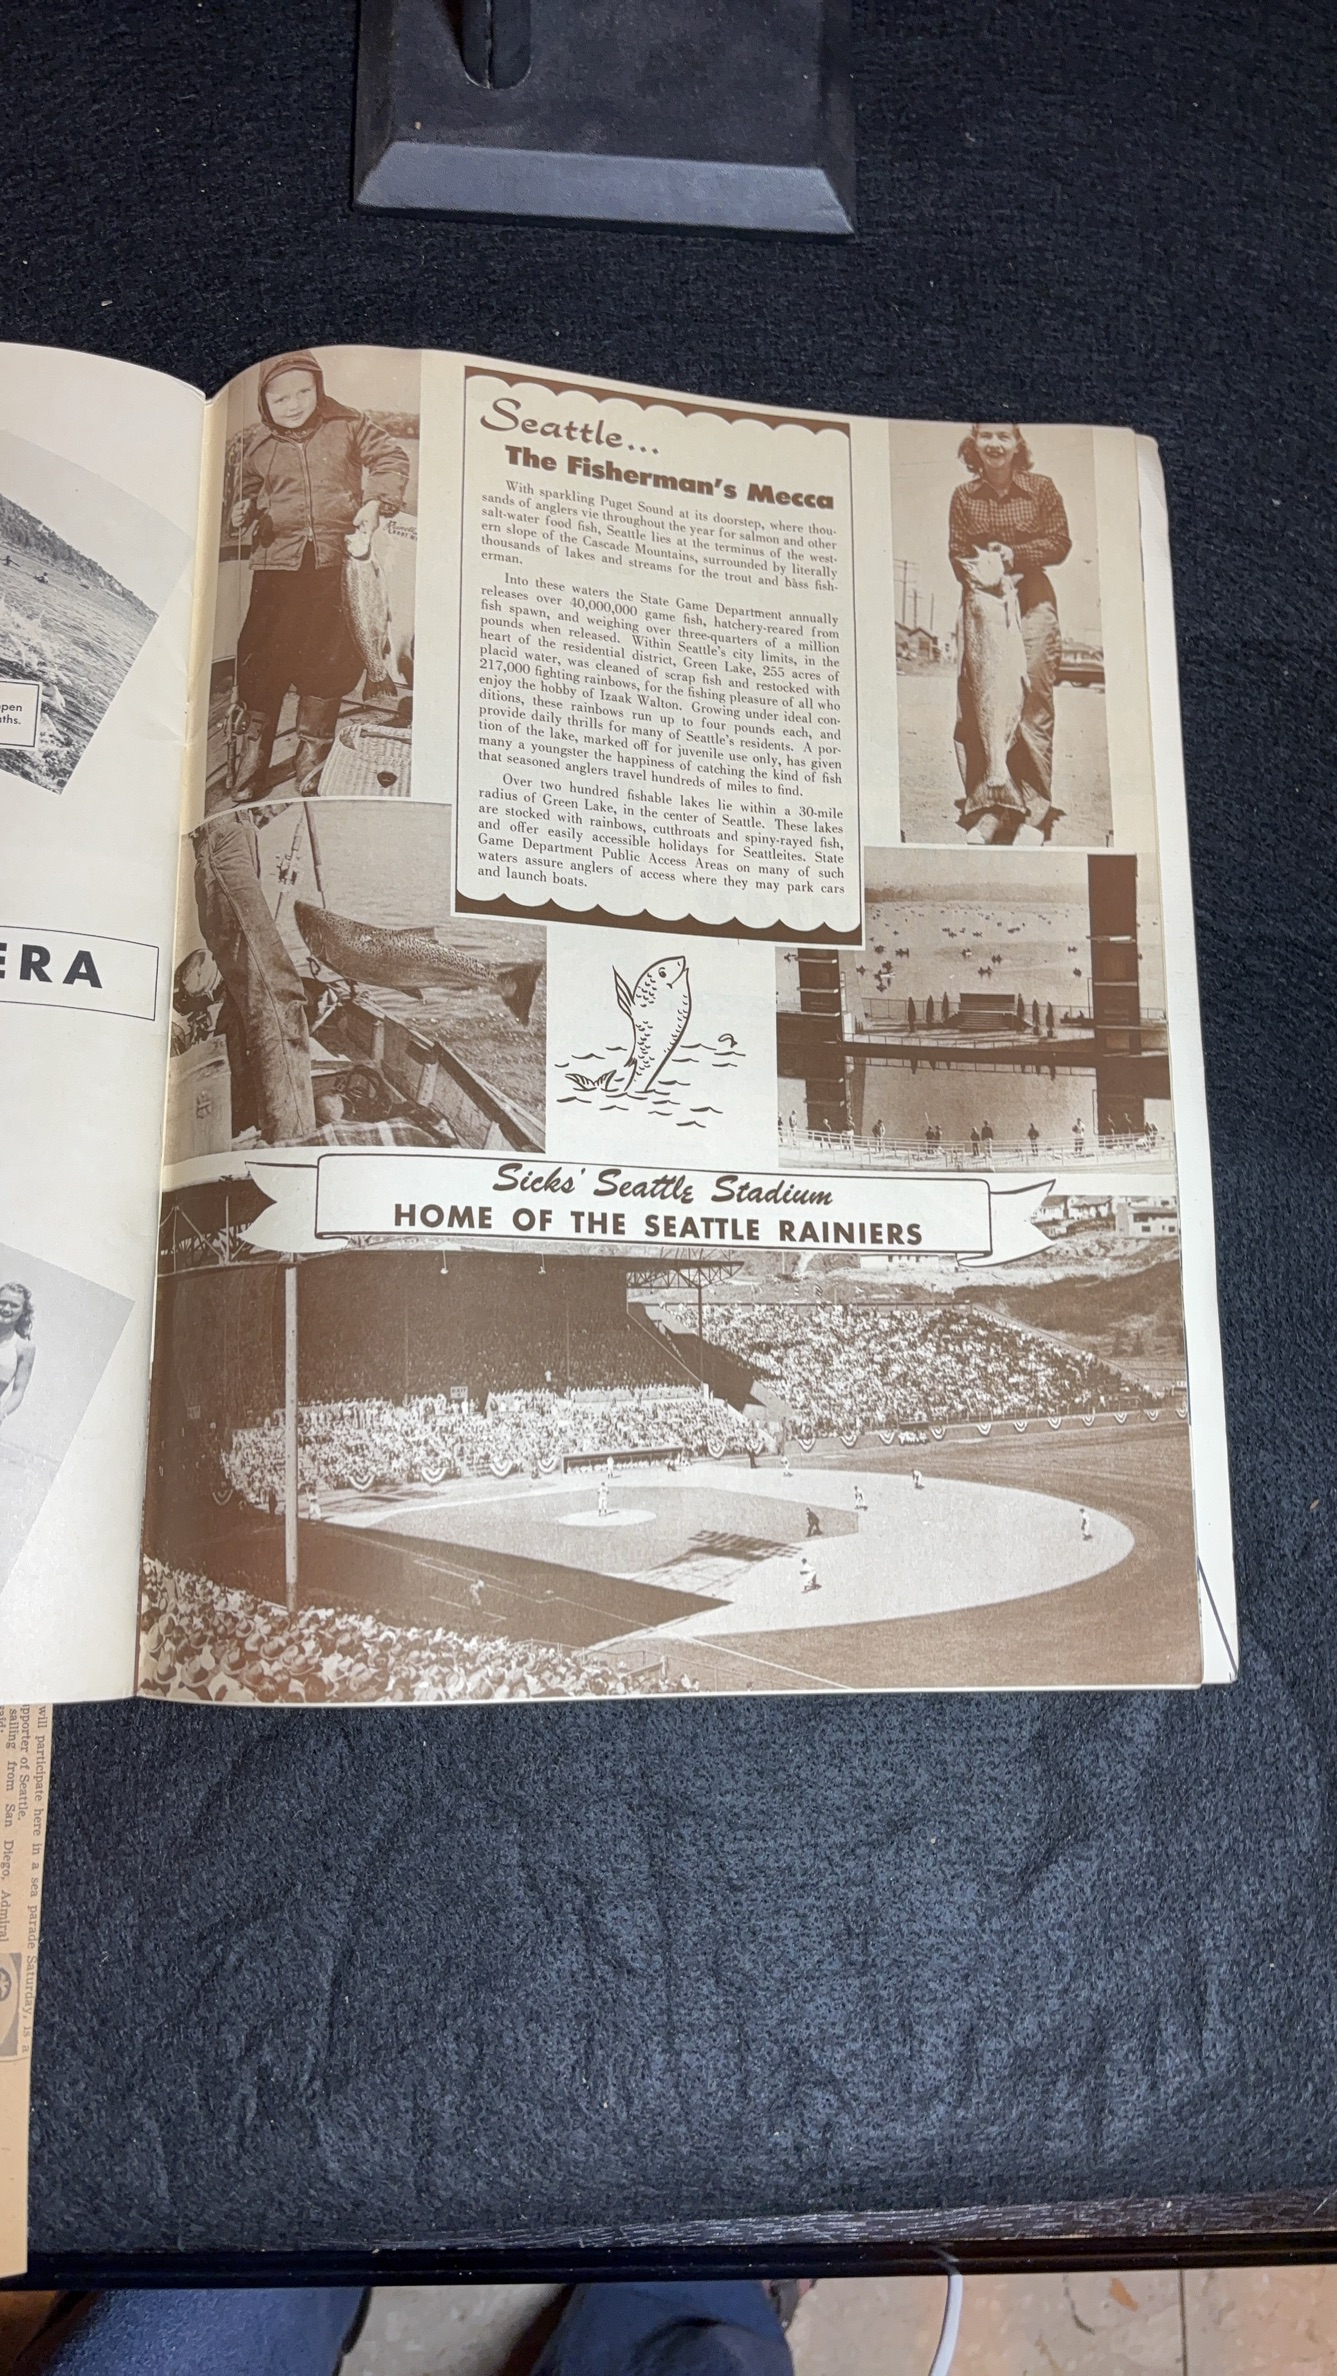 pen
ths.
ERA
Seattle...
The Fisherman's Mecca
With sparkling Puget Sound at its doorstep, where thou-
sands of anglers vie throughout the year for salmon and other
salt-water food fish, Seattle lies at the terminus of the west-
ern slope of the Cascade Mountains, surrounded by literally
thousands of lakes and streams for the trout and bass fish-
erman.
Into these waters the State Game Department annually
releases over 40,000,000 game fish, hatchery-reared from
fish spawn, and weighing over three-quarters of a million
pounds when released. Within Seattle's city limits, in the
heart of the residential district, Green Lake, 255 acres of
placid water, was cleaned of scrap fish and restocked with
217,000 fighting rainbows, for the fishing pleasure of all who
enjoy the hobby of Izaak Walton. Growing under ideal con-
ditions, these rainbows run up to four pounds each, and
provide daily thrills for many of Seattle's residents. A por-
tion of the lake, marked off for juvenile use only, has given
many a youngster the happiness of catching the kind of fish
that seasoned anglers travel hundreds of miles to find.
Over two hundred fishable lakes lie within a 30-mile
radius of Green Lake, in the center of Seattle. These lakes
are stocked with rainbows, cutthroats and spiny-rayed fish,
and offer easily accessible holidays for Seattleites. State
Game Department Public Access Areas on many of such
waters assure anglers of access where they may park cars
and launch boats.
Sicks' Seattle Stadium
HOME OF THE SEATTLE RAINIERS
will participate here in a sea parade Saturday, is a
pporter of Seattle.
sailing from San Diego, Admiral
aid: